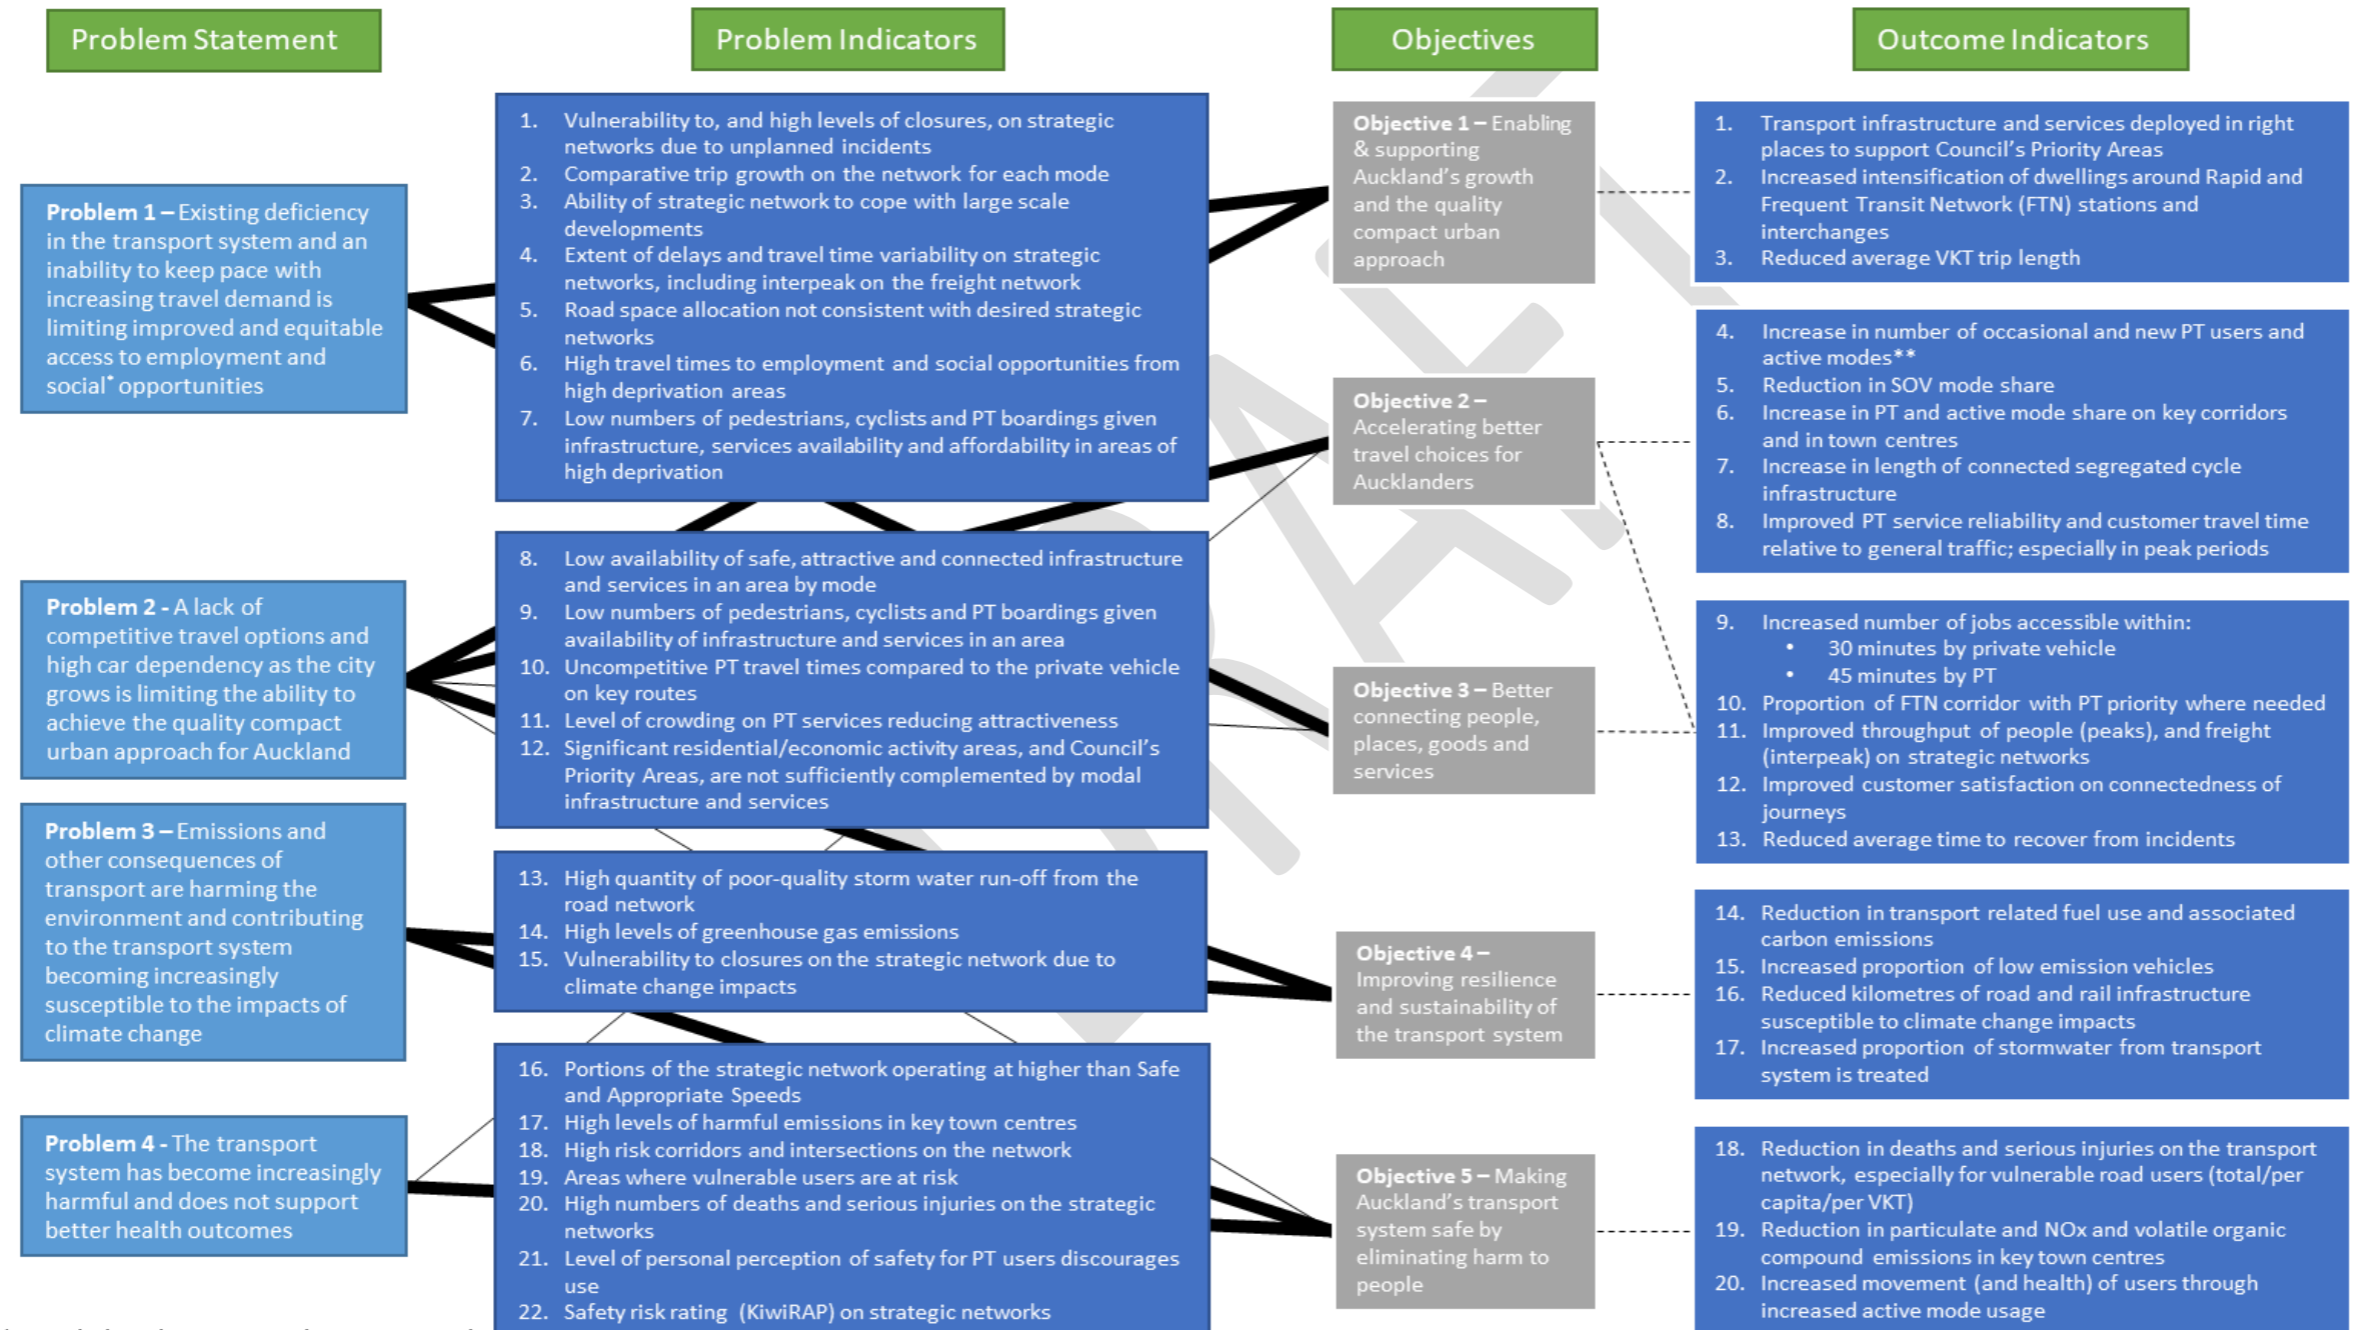 Problem Statement
Problem Indicators
Objectives
Outcome Indicators
Problem 1 – Existing deficiency
in the transport system and an
inability to keep pace with
increasing travel demand is
limiting improved and equitable
access to employment and
social* opportunities
Problem 2 - A lack of
competitive travel options and
high car dependency as the city
grows is limiting the ability to
achieve the quality compact
urban approach for Auckland
Problem 3 – Emissions and
other consequences of
transport are harming the
environment and contributing
to the transport system
becoming increasingly
susceptible to the impacts of
climate change
Problem 4 - The transport
system has become increasingly
harmful and does not support
better health outcomes
1. Vulnerability to, and high levels of closures, on strategic
networks due to unplanned incidents
2. Comparative trip growth on the network for each mode
3. Ability of strategic network to cope with large scale
developments
4. Extent of delays and travel time variability on strategic
networks, including interpeak on the freight network
5. Road space allocation not consistent with desired strategic
networks
6. High travel times to employment and social opportunities from
high deprivation areas
7. Low numbers of pedestrians, cyclists and PT boardings given
infrastructure, services availability and affordability in areas of
high deprivation
8. Low availability of safe, attractive and connected infrastructure
and services in an area by mode
9. Low numbers of pedestrians, cyclists and PT boardings given
availability of infrastructure and services in an area
10. Uncompetitive PT travel times compared to the private vehicle
on key routes
11. Level of crowding on PT services reducing attractiveness
12. Significant residential/economic activity areas, and Council's
Priority Areas, are not sufficiently complemented by modal
infrastructure and services
13. High quantity of poor-quality storm water run-off from the
road network
14. High levels of greenhouse gas emissions
15. Vulnerability to closures on the strategic network due to
climate change impacts
16. Portions of the strategic network operating at higher than Safe
and Appropriate Speeds
17. High levels of harmful emissions in key town centres
18. High risk corridors and intersections on the network
19. Areas where vulnerable users are at risk
20. High numbers of deaths and serious injuries on the strategic
networks
21. Level of personal perception of safety for PT users discourages
use
22. Safety risk rating (KiwiRAP) on strategic networks
Objective 1 – Enabling
& supporting
Auckland's growth
and the quality
compact urban
approach
Objective 2 –
Accelerating better
travel choices for
Aucklanders
Objective 3 – Better
connecting people,
places, goods and
services
Objective 4 –
Improving resilience
and sustainability of
the transport system
Objective 5 – Making
Auckland's transport
system safe by
eliminating harm to
people
1. Transport infrastructure and services deployed in right
places to support Council's Priority Areas
2. Increased intensification of dwellings around Rapid and
Frequent Transit Network (FTN) stations and
interchanges
3. Reduced average VKT trip length
4. Increase in number of occasional and new PT users and
active modes**
5. Reduction in SOV mode share
6. Increase in PT and active mode share on key corridors
and in town centres
7. Increase in length of connected segregated cycle
infrastructure
8. Improved PT service reliability and customer travel time
relative to general traffic; especially in peak periods
9. Increased number of jobs accessible within:
• 30 minutes by private vehicle
• 45 minutes by PT
10. Proportion of FTN corridor with PT priority where needed
11. Improved throughput of people (peaks), and freight
(interpeak) on strategic networks
12. Improved customer satisfaction on connectedness of
journeys
13. Reduced average time to recover from incidents
14. Reduction in transport related fuel use and associated
carbon emissions
15. Increased proportion of low emission vehicles
16. Reduced kilometres of road and rail infrastructure
susceptible to climate change impacts
17. Increased proportion of stormwater from transport
system is treated
18. Reduction in deaths and serious injuries on the transport
network, especially for vulnerable road users (total/per
capita/per VKT)
19. Reduction in particulate and NOx and volatile organic
compound emissions in key town centres
20. Increased movement (and health) of users through
increased active mode usage